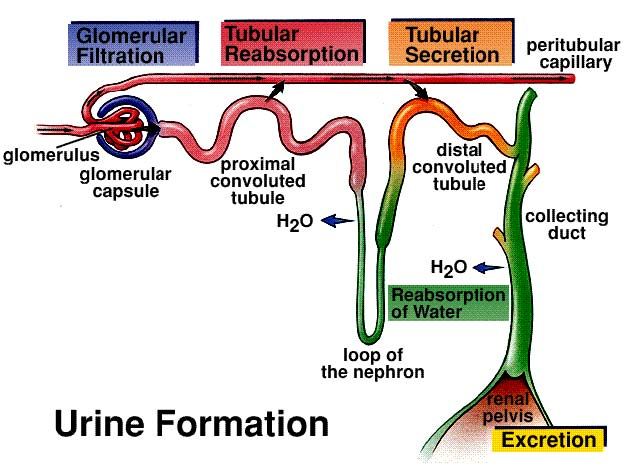 Glomerular
Filtration
Tubular
Reabsorption
Tubular
Secretion
peritubular
capillary
glomerulus
glomerular
capsule
proximal
convoluted
tubule
distal
convoluted
tubule
H₂O
collecting
duct
H₂O
Reabsorption
of Water
loop of
the nephron
renal
pelvis
Urine Formation
Excretion